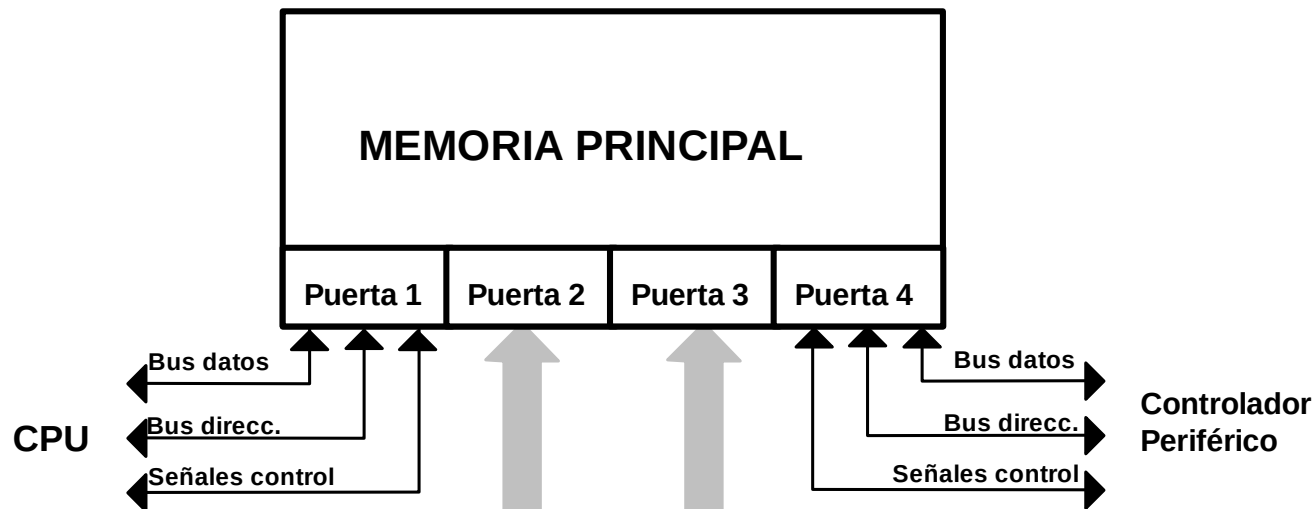 MEMORIA PRINCIPAL
Puerta 1
Puerta 2
Puerta 3
Puerta 4
Bus datos
Bus direcc.
Señales control
CPU
Bus datos
Bus direcc.
Señales control
Controlador
Periférico